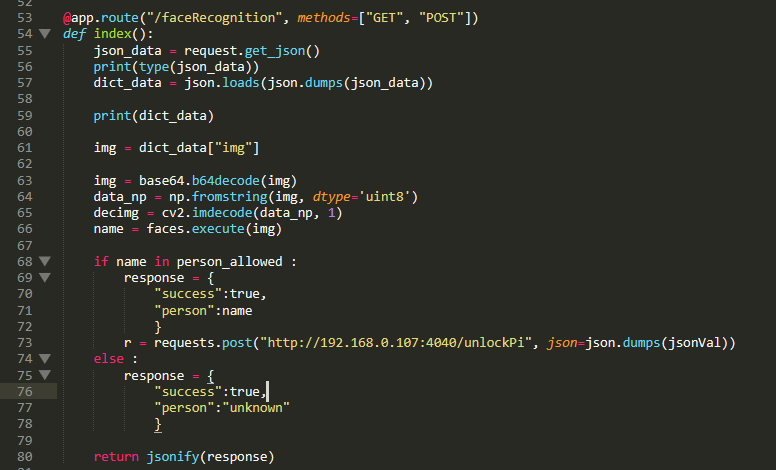 52
53 @app.route("/faceRecognition", methods=["GET", "POST"])
54 def index():
55 json_data = request.get_json()
56 print(type(json_data))
57 dict_data = json.loads(json.dumps(json_data))
58
59 print(dict_data)
60
61 img = dict_data["img"]
62
63 img = base64.b64decode(img)
64 data_np = np.fromstring(img, dtype='uint8')
65 decimg = cv2.imdecode(data_np, 1)
66 name = faces.execute(img)
67
68 if name in person_allowed :
69 response = {
70 "success":true,
71 "person":name
72 }
73 r = requests.post("http://192.168.0.107:4040/unlockPi", json=json.dumps(jsonVal))
74 else :
75 response = {
76 "success":true,
77 "person":"unknown"
78 }
79
80 return jsonify(response)